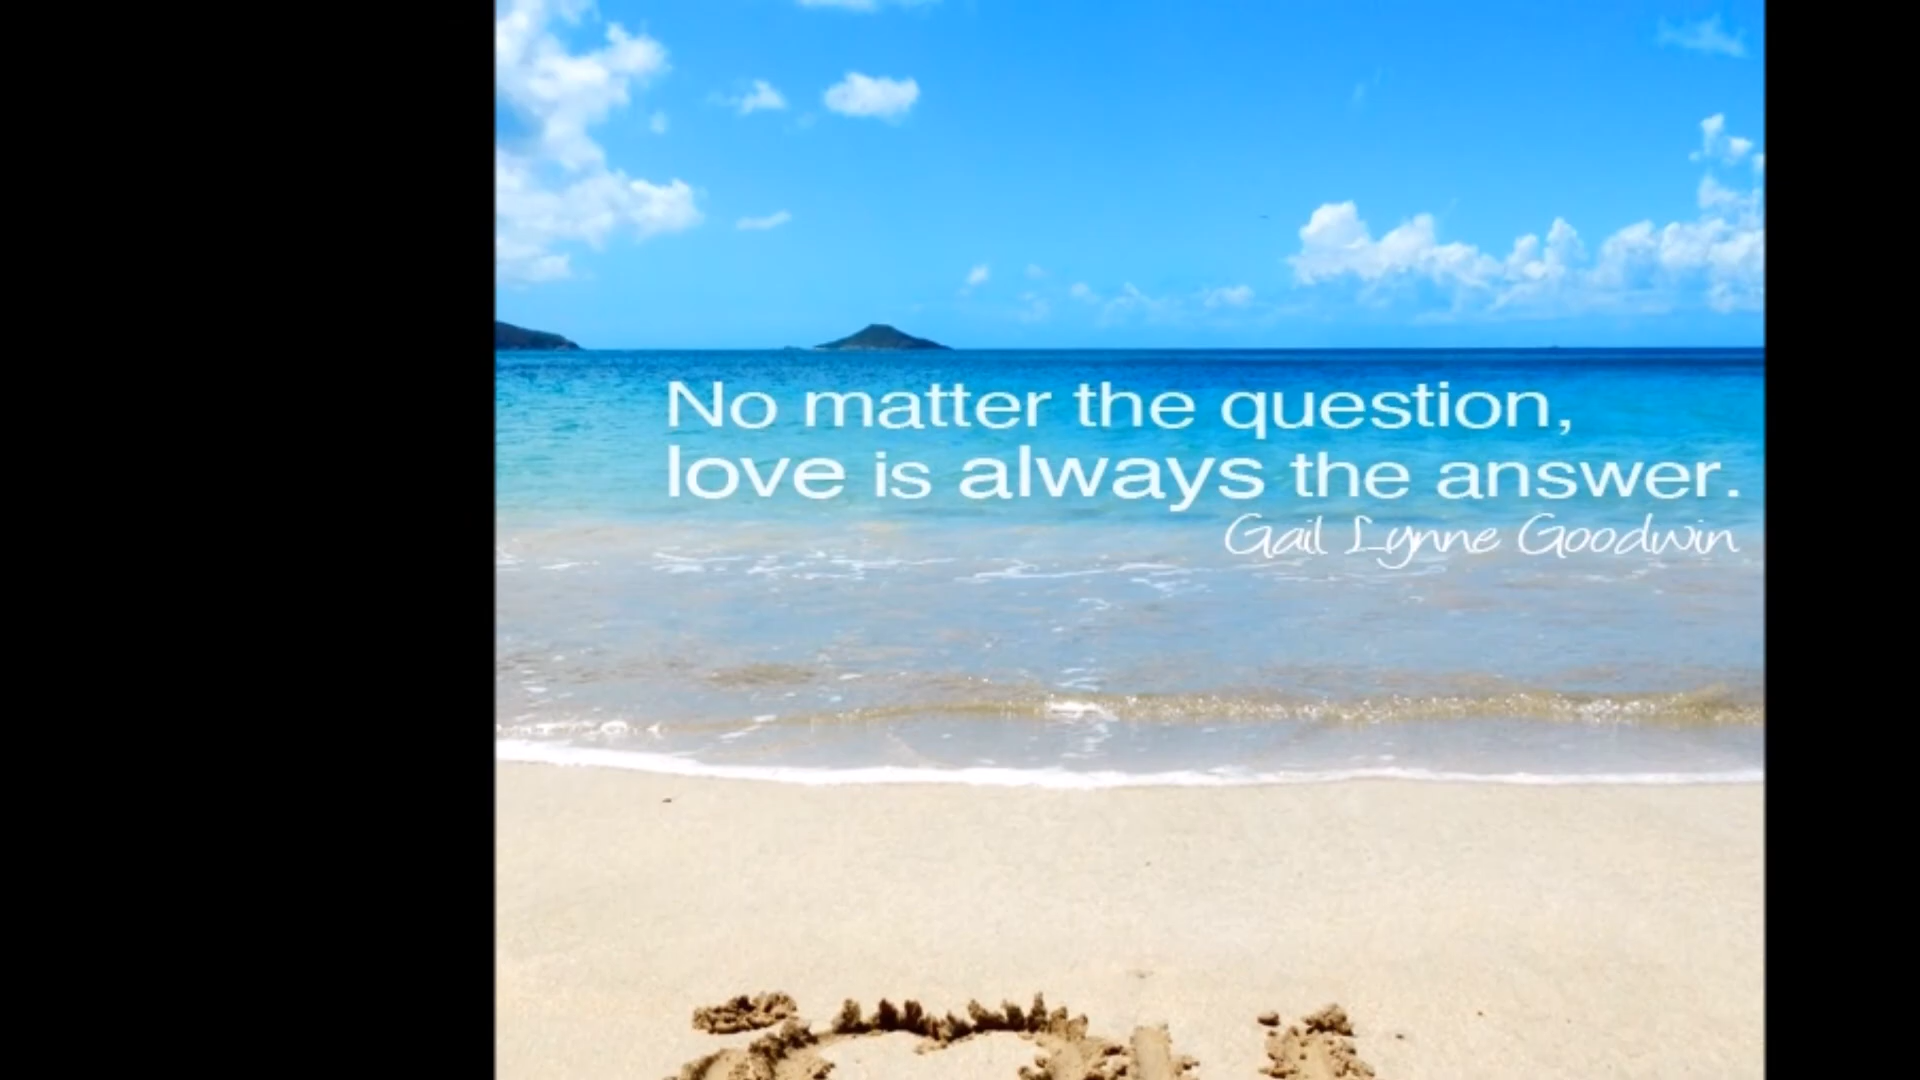 No matter the question,
love is always the answer.
Gail Lynne Goodwin